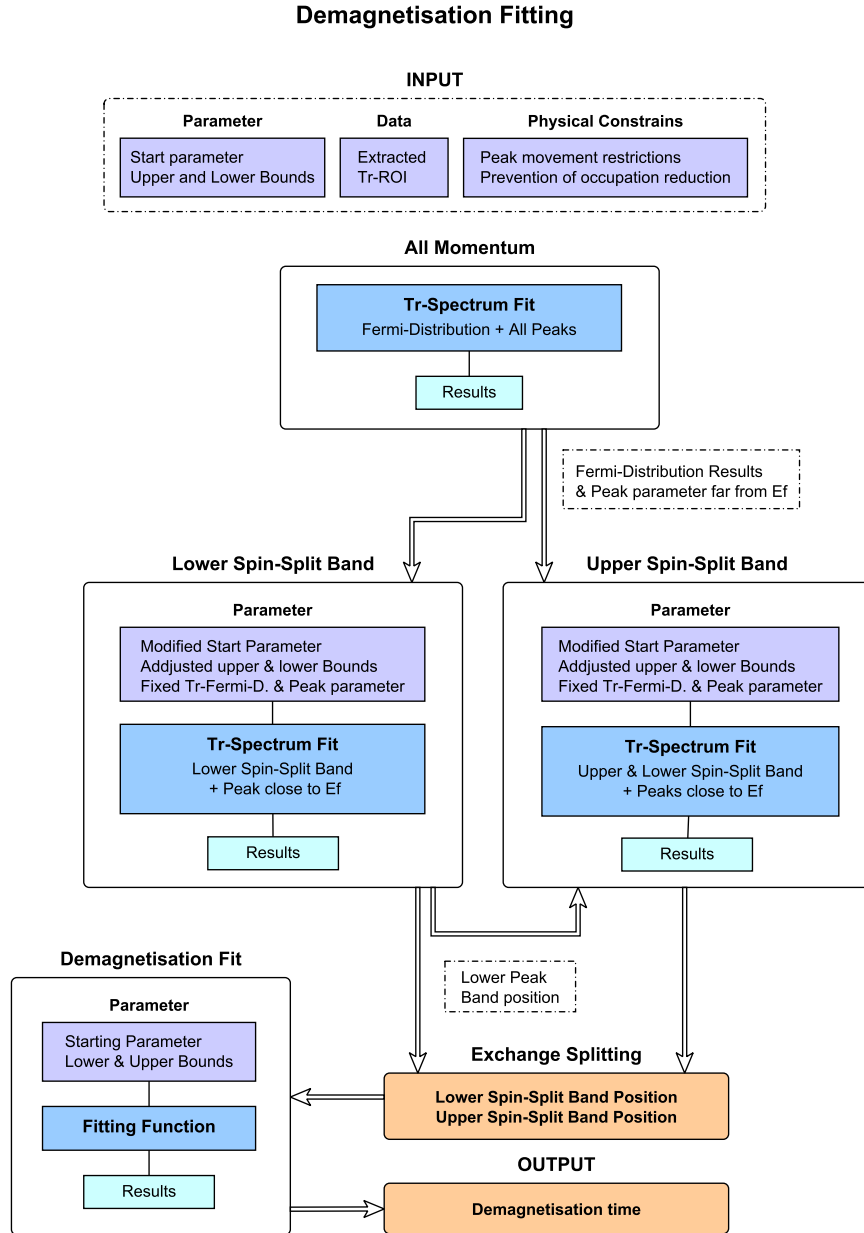 Demagnetisation Fitting
INPUT
Parameter
Start parameter
Upper and Lower Bounds
Data
Extracted
Tr-ROI
Physical Constrains
Peak movement restrictions
Prevention of occupation reduction
All Momentum
Tr-Spectrum Fit
Fermi-Distribution + All Peaks
Results
Fermi-Distribution Results
& Peak parameter far from Ef
Lower Spin-Split Band
Parameter
Modified Start Parameter
Addjusted upper & lower Bounds
Fixed Tr-Fermi-D. & Peak parameter
Tr-Spectrum Fit
Lower Spin-Split Band
+ Peak close to Ef
Results
Upper Spin-Split Band
Parameter
Modified Start Parameter
Addjusted upper & lower Bounds
Fixed Tr-Fermi-D. & Peak parameter
Tr-Spectrum Fit
Upper & Lower Spin-Split Band
+ Peaks close to Ef
Results
Lower Peak
Band position
Demagnetisation Fit
Parameter
Starting Parameter
Lower & Upper Bounds
Fitting Function
Results
Exchange Splitting
Lower Spin-Split Band Position
Upper Spin-Split Band Position
OUTPUT
Demagnetisation time